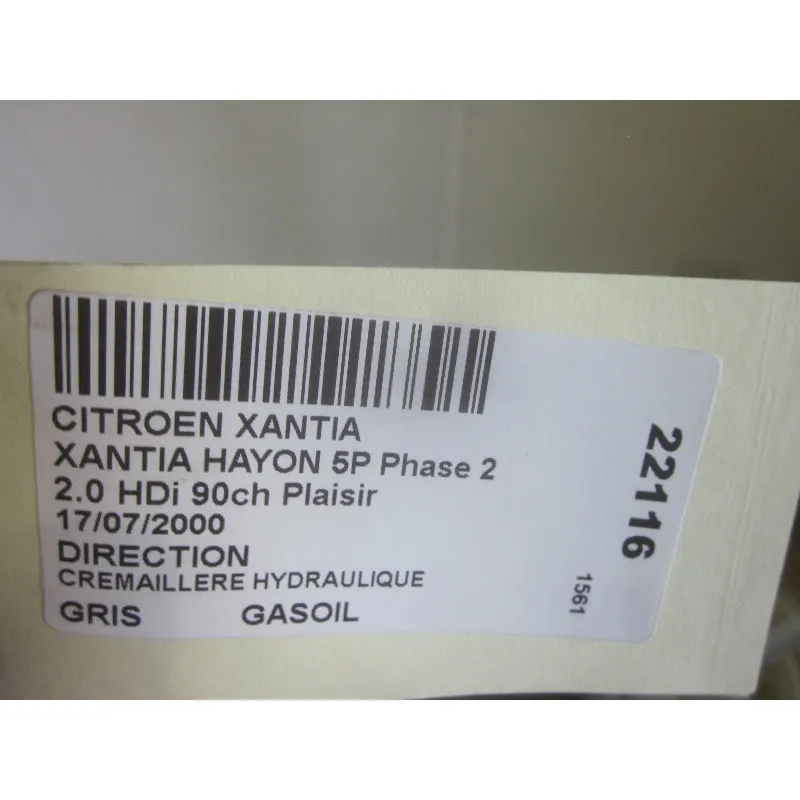 CITROEN XANTIA
XANTIA HAYON 5P Phase 2
2.0 HDi 90ch Plaisir
17/07/2000
DIRECTION
CREMAILLERE HYDRAULIQUE
GRIS GASOIL
22116
1561